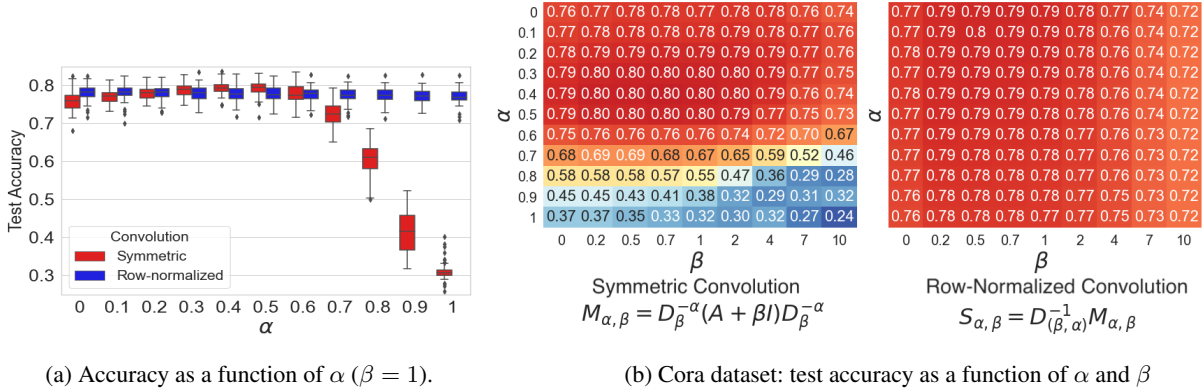 0.8
0.7
0.6
0.5
0.4
0.3
Test Accuracy
Convolution
Symmetric
Row-normalized
0 0.1 0.2 0.3 0.4 0.5 0.6 0.7 0.8 0.9 1
α
(a) Accuracy as a function of α (β = 1).
α
0 0.76 0.77 0.78 0.78 0.77 0.78 0.78 0.76 0.74
0.1 0.77 0.78 0.79 0.79 0.78 0.78 0.79 0.77 0.76
0.2 0.78 0.79 0.79 0.79 0.79 0.79 0.79 0.77 0.76
0.3 0.79 0.80 0.80 0.80 0.80 0.80 0.79 0.77 0.75
0.4 0.79 0.80 0.80 0.80 0.80 0.80 0.79 0.76 0.74
0.5 0.79 0.80 0.80 0.80 0.80 0.79 0.77 0.75 0.73
0.6 0.75 0.76 0.76 0.76 0.76 0.74 0.72 0.70 0.67
0.7 0.68 0.69 0.69 0.68 0.67 0.65 0.59 0.52 0.46
0.8 0.58 0.58 0.58 0.57 0.55 0.47 0.36 0.29 0.28
0.9 0.45 0.45 0.43 0.41 0.38 0.32 0.29 0.31 0.32
1 0.37 0.37 0.35 0.33 0.32 0.30 0.32 0.27 0.24
0 0.2 0.5 0.7 1 2 4 7 10
β
Symmetric Convolution
M_{α,β} = D_β^{-α}(A + βI)D_β^{-α}
α
0.77 0.79 0.79 0.79 0.78 0.77 0.76 0.74 0.72
0.77 0.79 0.8 0.79 0.79 0.78 0.77 0.74 0.72
0.78 0.79 0.79 0.79 0.78 0.78 0.76 0.74 0.72
0.77 0.79 0.79 0.79 0.78 0.78 0.76 0.74 0.72
0.77 0.79 0.79 0.79 0.78 0.78 0.76 0.74 0.72
0.77 0.79 0.79 0.79 0.78 0.78 0.76 0.74 0.72
0.77 0.79 0.79 0.78 0.78 0.77 0.76 0.73 0.72
0.77 0.79 0.78 0.78 0.78 0.77 0.76 0.73 0.72
0.77 0.79 0.78 0.78 0.78 0.77 0.76 0.73 0.72
0.76 0.78 0.78 0.78 0.77 0.77 0.76 0.73 0.72
0.76 0.78 0.78 0.78 0.77 0.77 0.75 0.73 0.72
0 0.2 0.5 0.7 1 2 4 7 10
β
Row-Normalized Convolution
S_{α,β} = D_{(β,α)}^{-1} M_{α,β}
(b) Cora dataset: test accuracy as a function of α and β